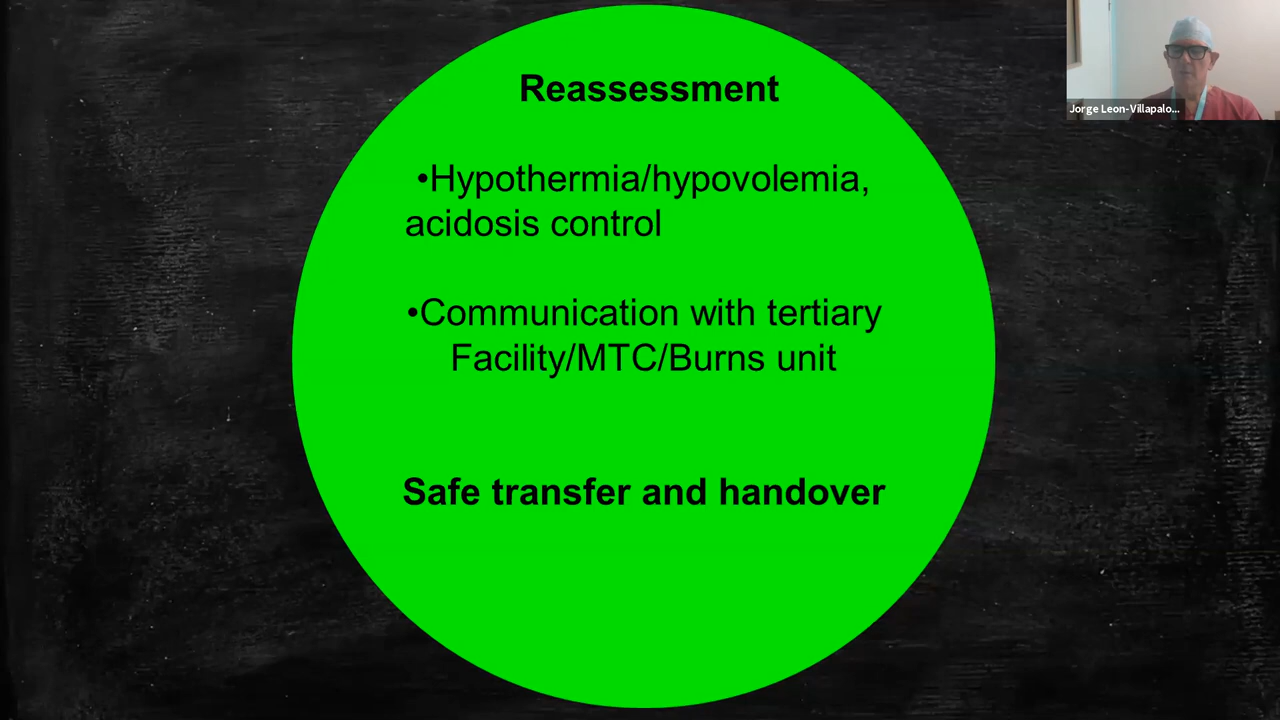 Reassessment
•Hypothermia/hypovolemia,
acidosis control
•Communication with tertiary
Facility/MTC/Burns unit
Safe transfer and handover
Jorge Leon-Villapalo...